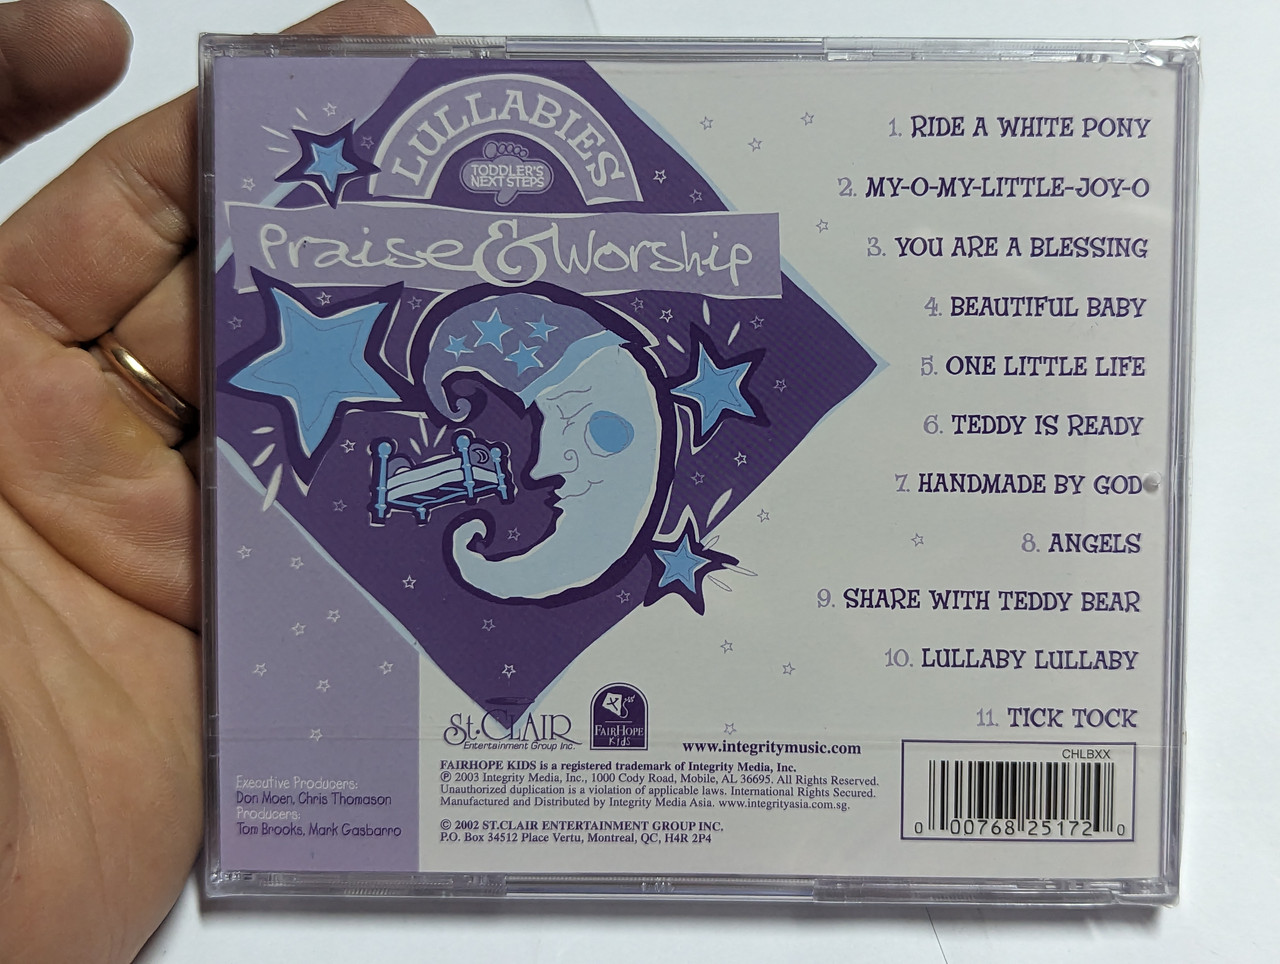 LULLABIES
TODDLER'S
NEXT STEPS
Praise & Worship
1. RIDE A WHITE PONY
2. MY-O-MY-LITTLE-JOY-O
3. YOU ARE A BLESSING
4. BEAUTIFUL BABY
5. ONE LITTLE LIFE
6. TEDDY IS READY
7. HANDMADE BY GOD
8. ANGELS
9. SHARE WITH TEDDY BEAR
10. LULLABY LULLABY
11. TICK TOCK
Executive Producers:
Don Moen, Chris Thomason
Producers:
Tom Brooks, Mark Gasbarro
St. CLAIR
Entertainment Group Inc.
FAIRHOPE
KIDS
www.integritymusic.com
FAIRHOPE KIDS is a registered trademark of Integrity Media, Inc.
℗ 2003 Integrity Media, Inc., 1000 Cody Road, Mobile, AL 36695. All Rights Reserved.
Unauthorized duplication is a violation of applicable laws. International Rights Secured.
Manufactured and Distributed by Integrity Media Asia. www.integrityasia.com.sg.
© 2002 ST.CLAIR ENTERTAINMENT GROUP INC.
P.O. Box 34512 Place Vertu, Montreal, QC, H4R 2P4
CHLBXX
0 00768 25172 0